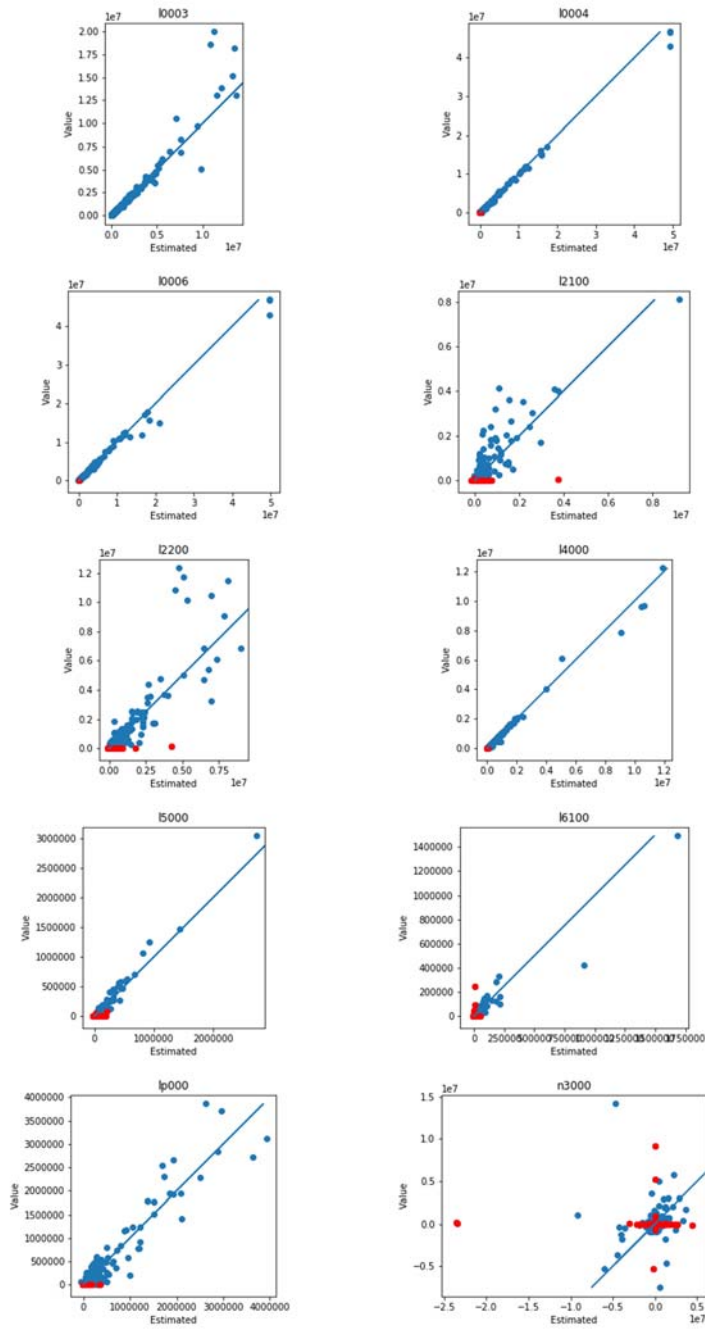 l0003
1e7
2.00
1.75
1.50
1.25
1.00
0.75
0.50
0.25
0.00
Value
0.0 0.5 1.0
Estimated 1e7
l0004
1e7
4
3
2
1
0
Value
0 1 2 3 4 5
Estimated 1e7
l0006
1e7
4
3
2
1
0
Value
0 1 2 3 4 5
Estimated 1e7
l2100
1e7
0.8
0.6
0.4
0.2
0.0
Value
0.0 0.2 0.4 0.6 0.8
Estimated 1e7
l2200
1e7
1.2
1.0
0.8
0.6
0.4
0.2
0.0
Value
0.00 0.25 0.50 0.75
Estimated 1e7
l4000
1e7
1.2
1.0
0.8
0.6
0.4
0.2
0.0
Value
0.0 0.2 0.4 0.6 0.8 1.0 1.2
Estimated 1e7
l5000
3000000
2500000
2000000
1500000
1000000
500000
0
Value
0 1000000 2000000
Estimated
l6100
1400000
1200000
1000000
800000
600000
400000
200000
0
Value
0 250000 500000 750000 1000000 1250000 1500000 1750000
Estimated
lp000
4000000
3500000
3000000
2500000
2000000
1500000
1000000
500000
0
Value
0 1000000 2000000 3000000 4000000
Estimated
n3000
1e7
1.5
1.0
0.5
0.0
−0.5
Value
−2.5 −2.0 −1.5 −1.0 −0.5 0.0 0.5
Estimated 1e7